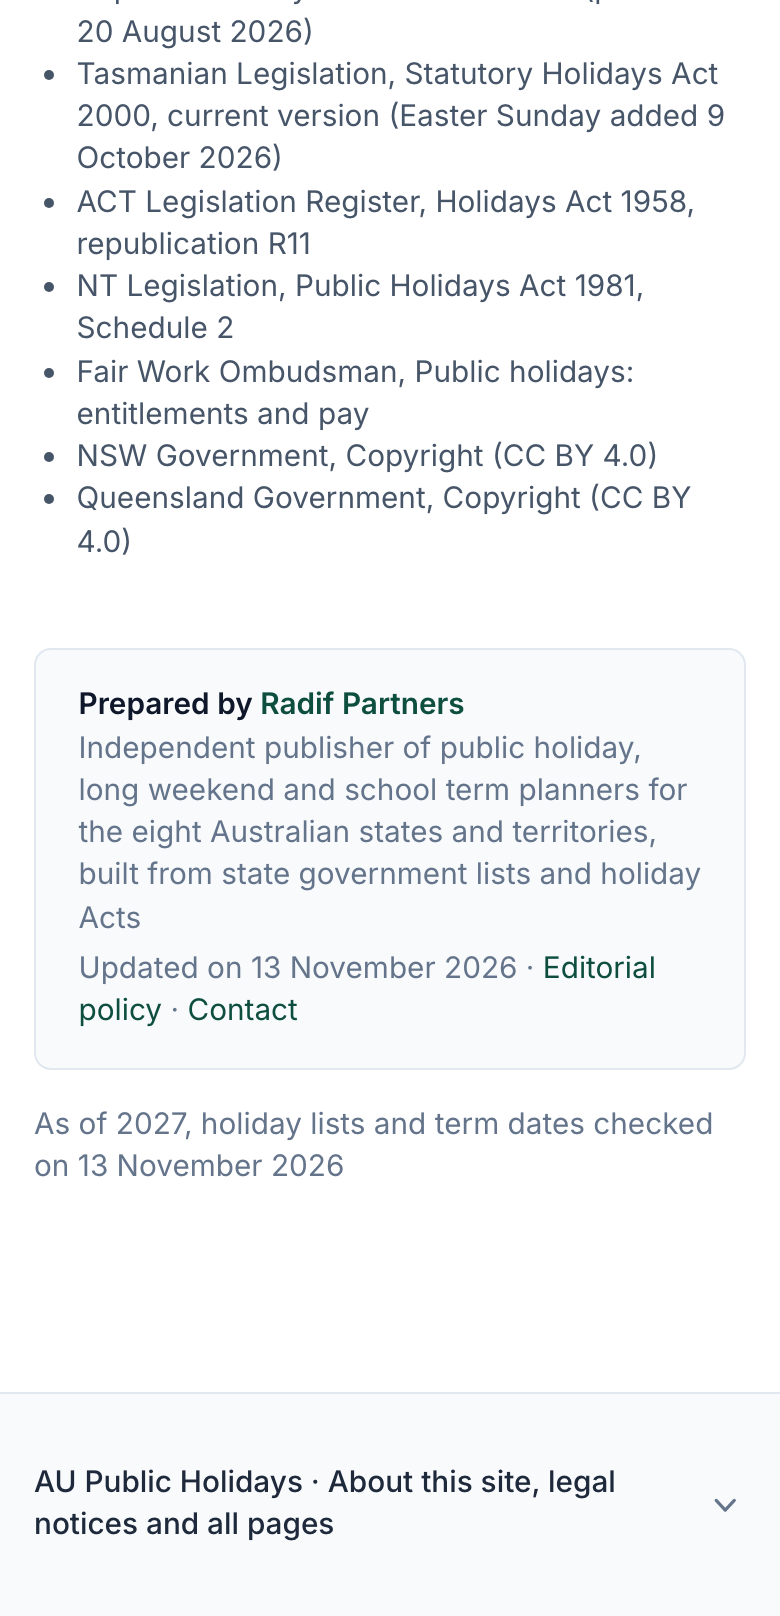 20 August 2026)
• Tasmanian Legislation, Statutory Holidays Act
2000, current version (Easter Sunday added 9
October 2026)
• ACT Legislation Register, Holidays Act 1958,
republication R11
• NT Legislation, Public Holidays Act 1981,
Schedule 2
• Fair Work Ombudsman, Public holidays:
entitlements and pay
• NSW Government, Copyright (CC BY 4.0)
• Queensland Government, Copyright (CC BY
4.0)
Prepared by Radif Partners
Independent publisher of public holiday,
long weekend and school term planners for
the eight Australian states and territories,
built from state government lists and holiday
Acts
Updated on 13 November 2026 · Editorial
policy · Contact
As of 2027, holiday lists and term dates checked
on 13 November 2026
AU Public Holidays · About this site, legal
notices and all pages